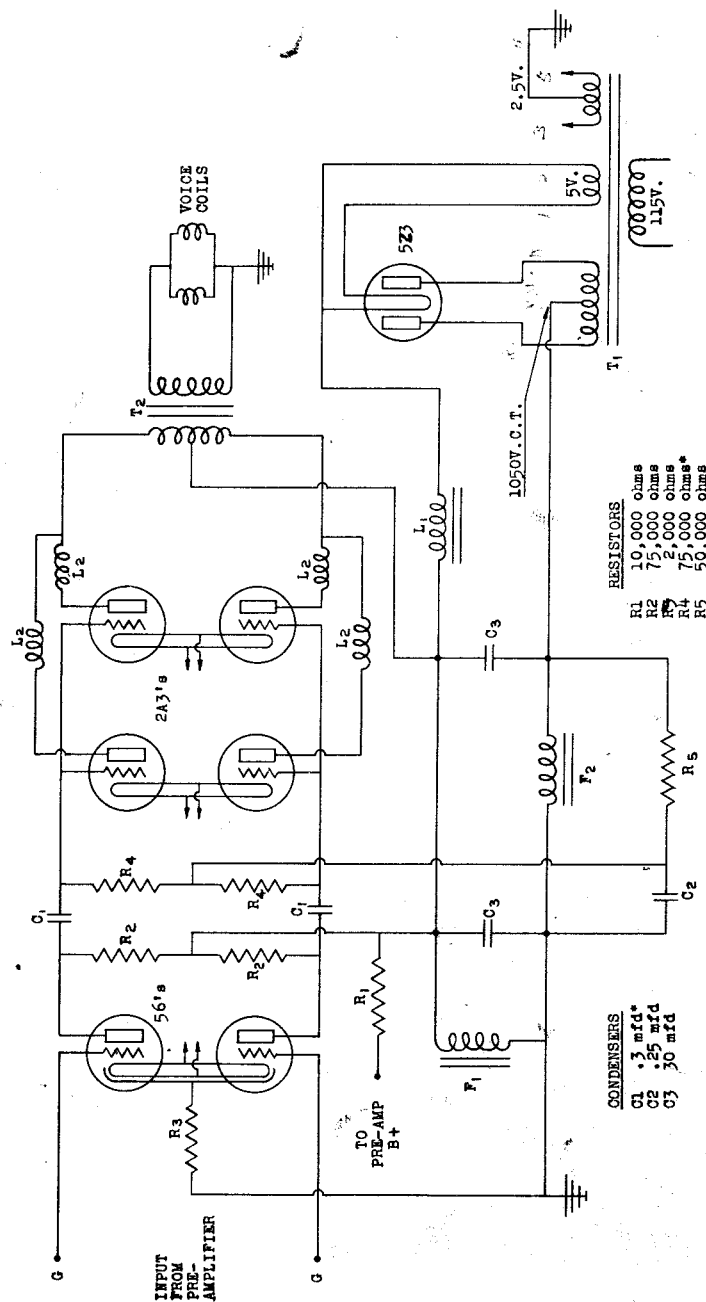 INPUT
FROM
PRE-
AMPLIFIER
G
G
56's
R3
C1
C1
R2
R2
R4
R4
2A3's
L2
L2
L2
L2
T2
VOICE
COILS
TO
PRE-AMP
B+
R1
F1
C3
C3
L1
F2
C2
R5
5Z3
1050V.C.T.
5V.
2.5V.
115V.
T1
CONDENSERS
C1 .3 mfd*
C2 .25 mfd
C3 30 mfd
RESISTORS
R1 10,000 ohms
R2 75,000 ohms
R3 2,000 ohms
R4 75,000 ohms*
R5 50,000 ohms